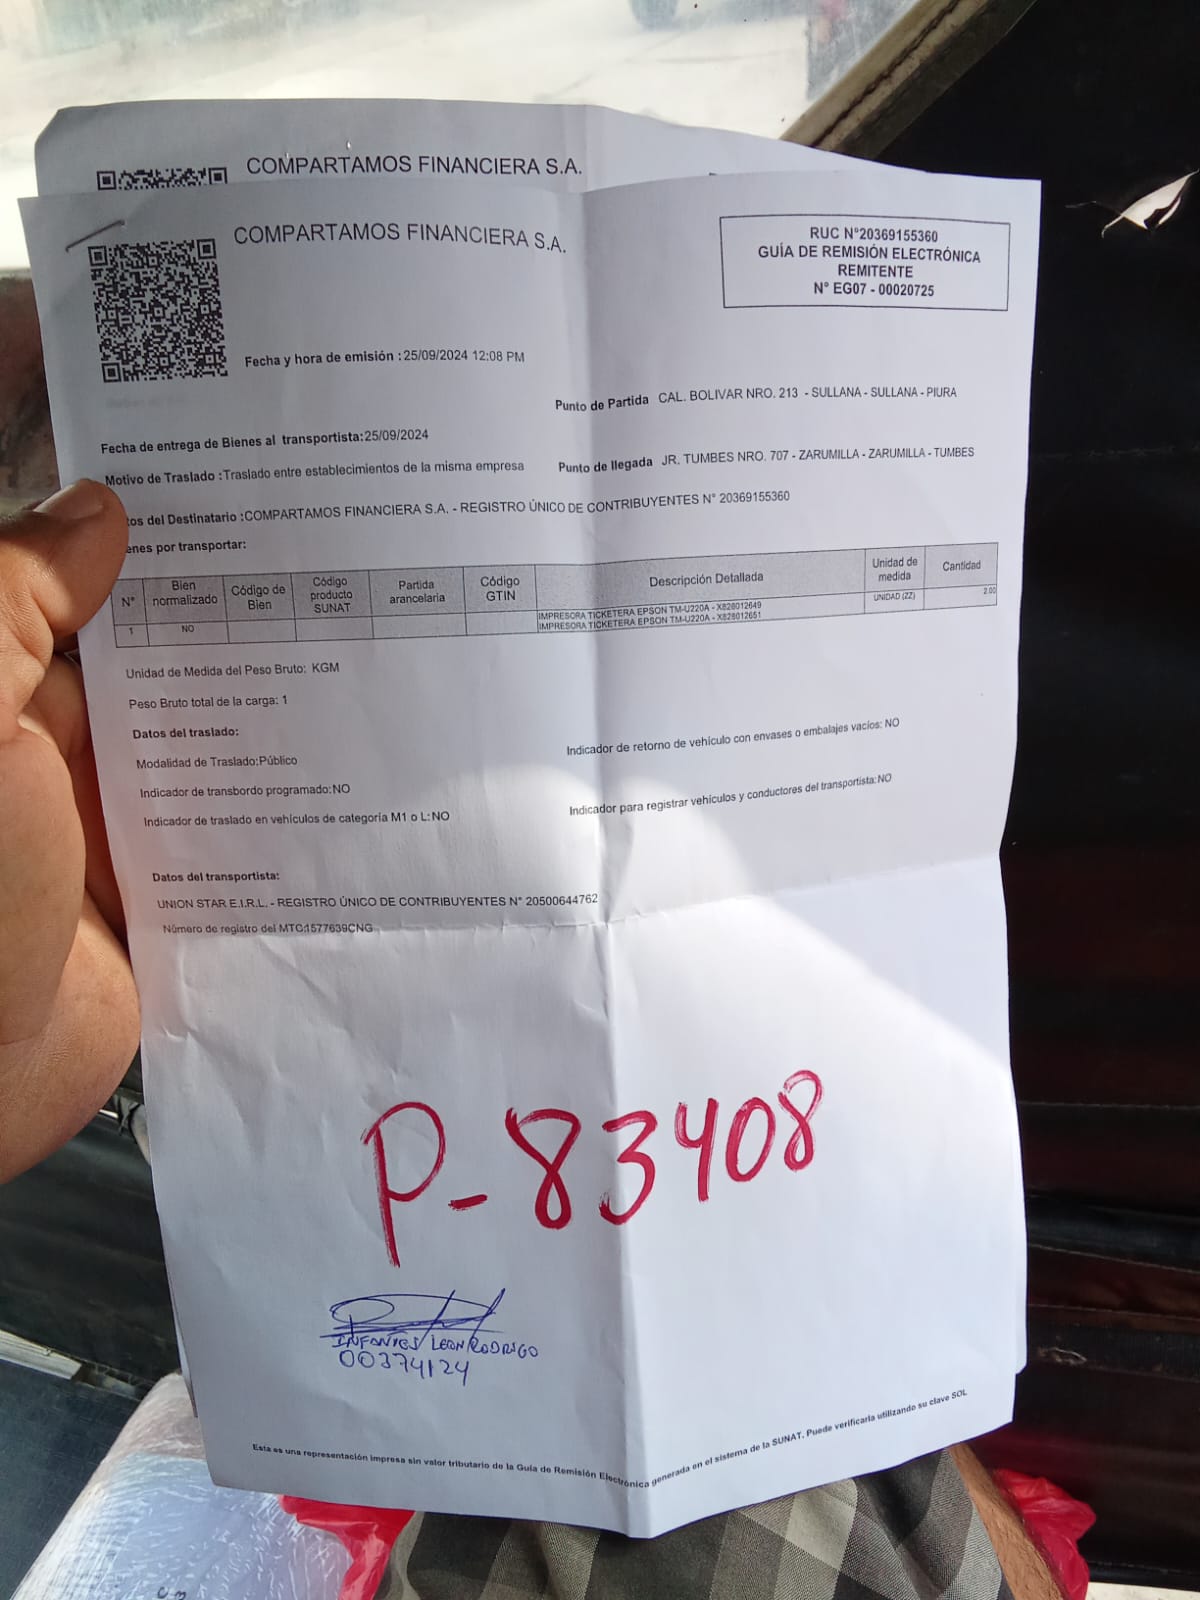 COMPARTAMOS FINANCIERA S.A.
COMPARTAMOS FINANCIERA S.A.
RUC N°20369155360
GUÍA DE REMISIÓN ELECTRÓNICA
REMITENTE
N° EG07 - 00020725
Fecha y hora de emisión :25/09/2024 12:08 PM
Punto de Partida CAL. BOLIVAR NRO. 213 - SULLANA - SULLANA - PIURA
Fecha de entrega de Bienes al transportista:25/09/2024
Motivo de Traslado :Traslado entre establecimientos de la misma empresa
Punto de llegada JR. TUMBES NRO. 707 - ZARUMILLA - ZARUMILLA - TUMBES
tos del Destinatario :COMPARTAMOS FINANCIERA S.A. - REGISTRO ÚNICO DE CONTRIBUYENTES N° 20369155360
enes por transportar:
N° Bien normalizado Código de Bien Código producto SUNAT Partida arancelaria Código GTIN Descripción Detallada Unidad de medida Cantidad
1 NO IMPRESORA TICKETERA EPSON TM-U220A - X828012649 UNIDAD (ZZ) 2.00
IMPRESORA TICKETERA EPSON TM-U220A - X828012651
Unidad de Medida del Peso Bruto: KGM
Peso Bruto total de la carga: 1
Datos del traslado:
Indicador de retorno de vehículo con envases o embalajes vacíos: NO
Modalidad de Traslado:Público
Indicador de transbordo programado:NO
Indicador para registrar vehículos y conductores del transportista:NO
Indicador de traslado en vehículos de categoría M1 o L:NO
Datos del transportista:
UNION STAR E.I.R.L. - REGISTRO ÚNICO DE CONTRIBUYENTES N° 20500644762
Número de registro del MTC:1577639CNG
P-83408
INFANTES LEON RODRIGO
00374124
Esta es una representación impresa sin valor tributario de la Guía de Remisión Electrónica generada en el sistema de la SUNAT. Puede verificarla utilizando su clave SOL